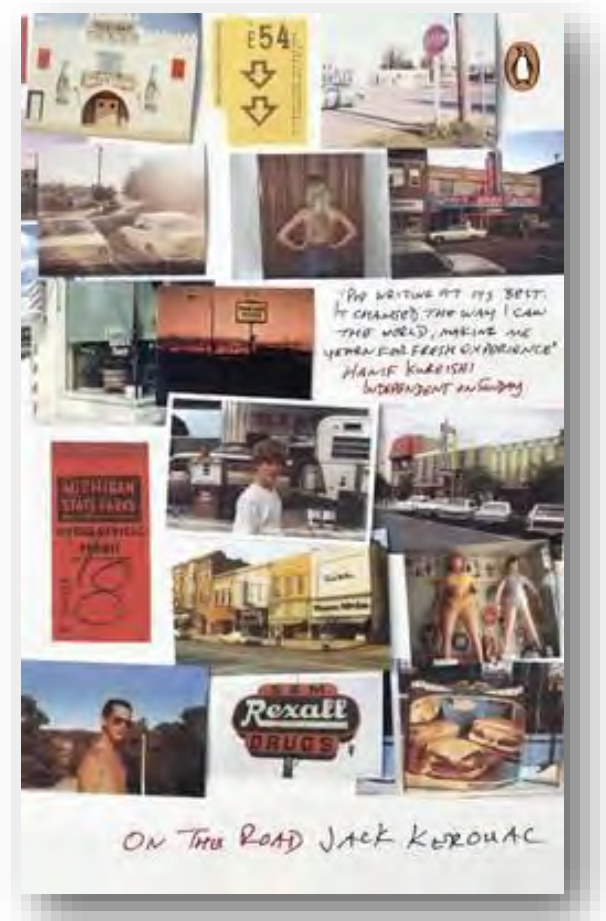 E54
'POP WRITING AT ITS BEST.
IT CHANGED THE WAY I SAW
THE WORLD, MAKING ME
YEARN FOR FRESH EXPERIENCE'
HANIF KUREISHI
INDEPENDENT ON SUNDAY
MICHIGAN
STATE PARKS
PERMIT
S & M
Rexall
DRUGS
ON THE ROAD JACK KEROUAC